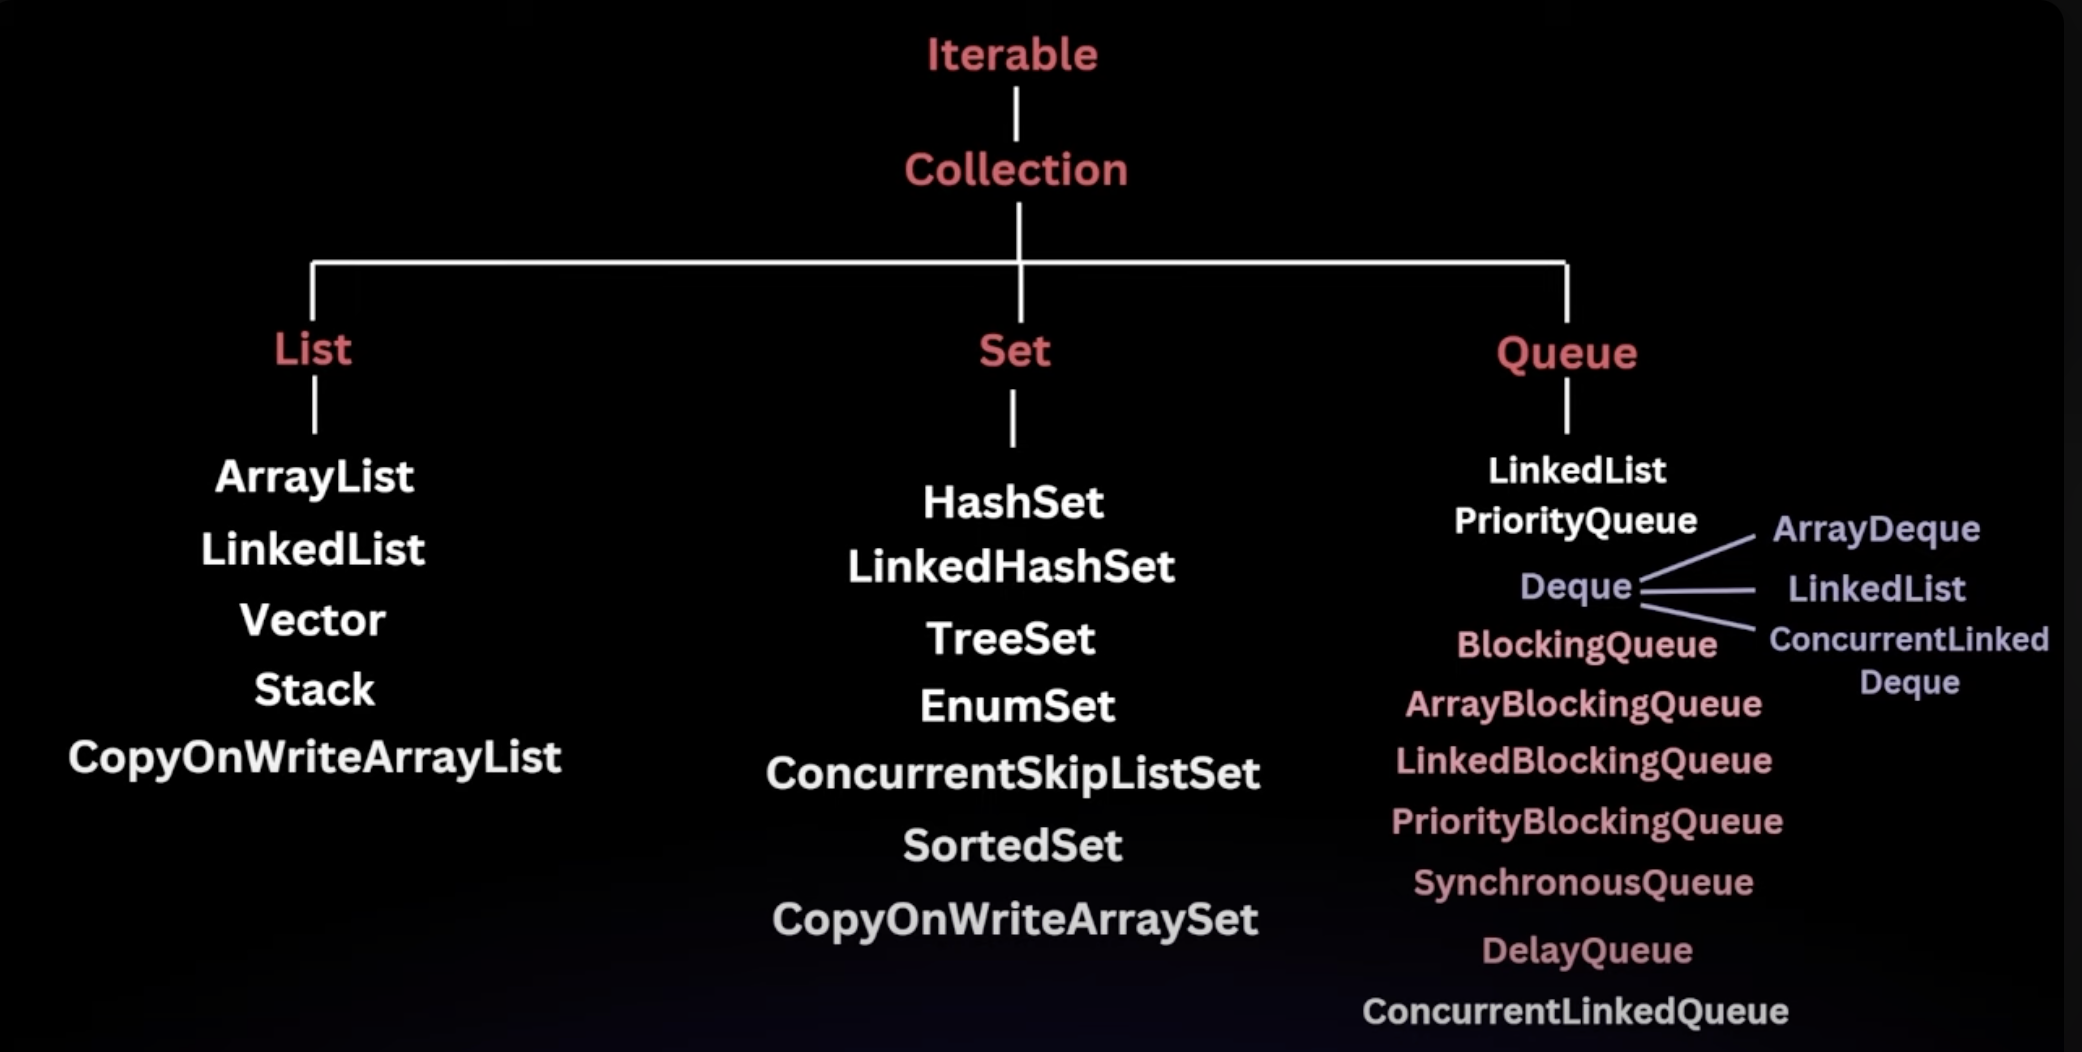 Iterable
Collection
List
Set
Queue
ArrayList
LinkedList
Vector
Stack
CopyOnWriteArrayList
HashSet
LinkedHashSet
TreeSet
EnumSet
ConcurrentSkipListSet
SortedSet
CopyOnWriteArraySet
LinkedList
PriorityQueue
Deque
ArrayDeque
LinkedList
ConcurrentLinked
Deque
BlockingQueue
ArrayBlockingQueue
LinkedBlockingQueue
PriorityBlockingQueue
SynchronousQueue
DelayQueue
ConcurrentLinkedQueue